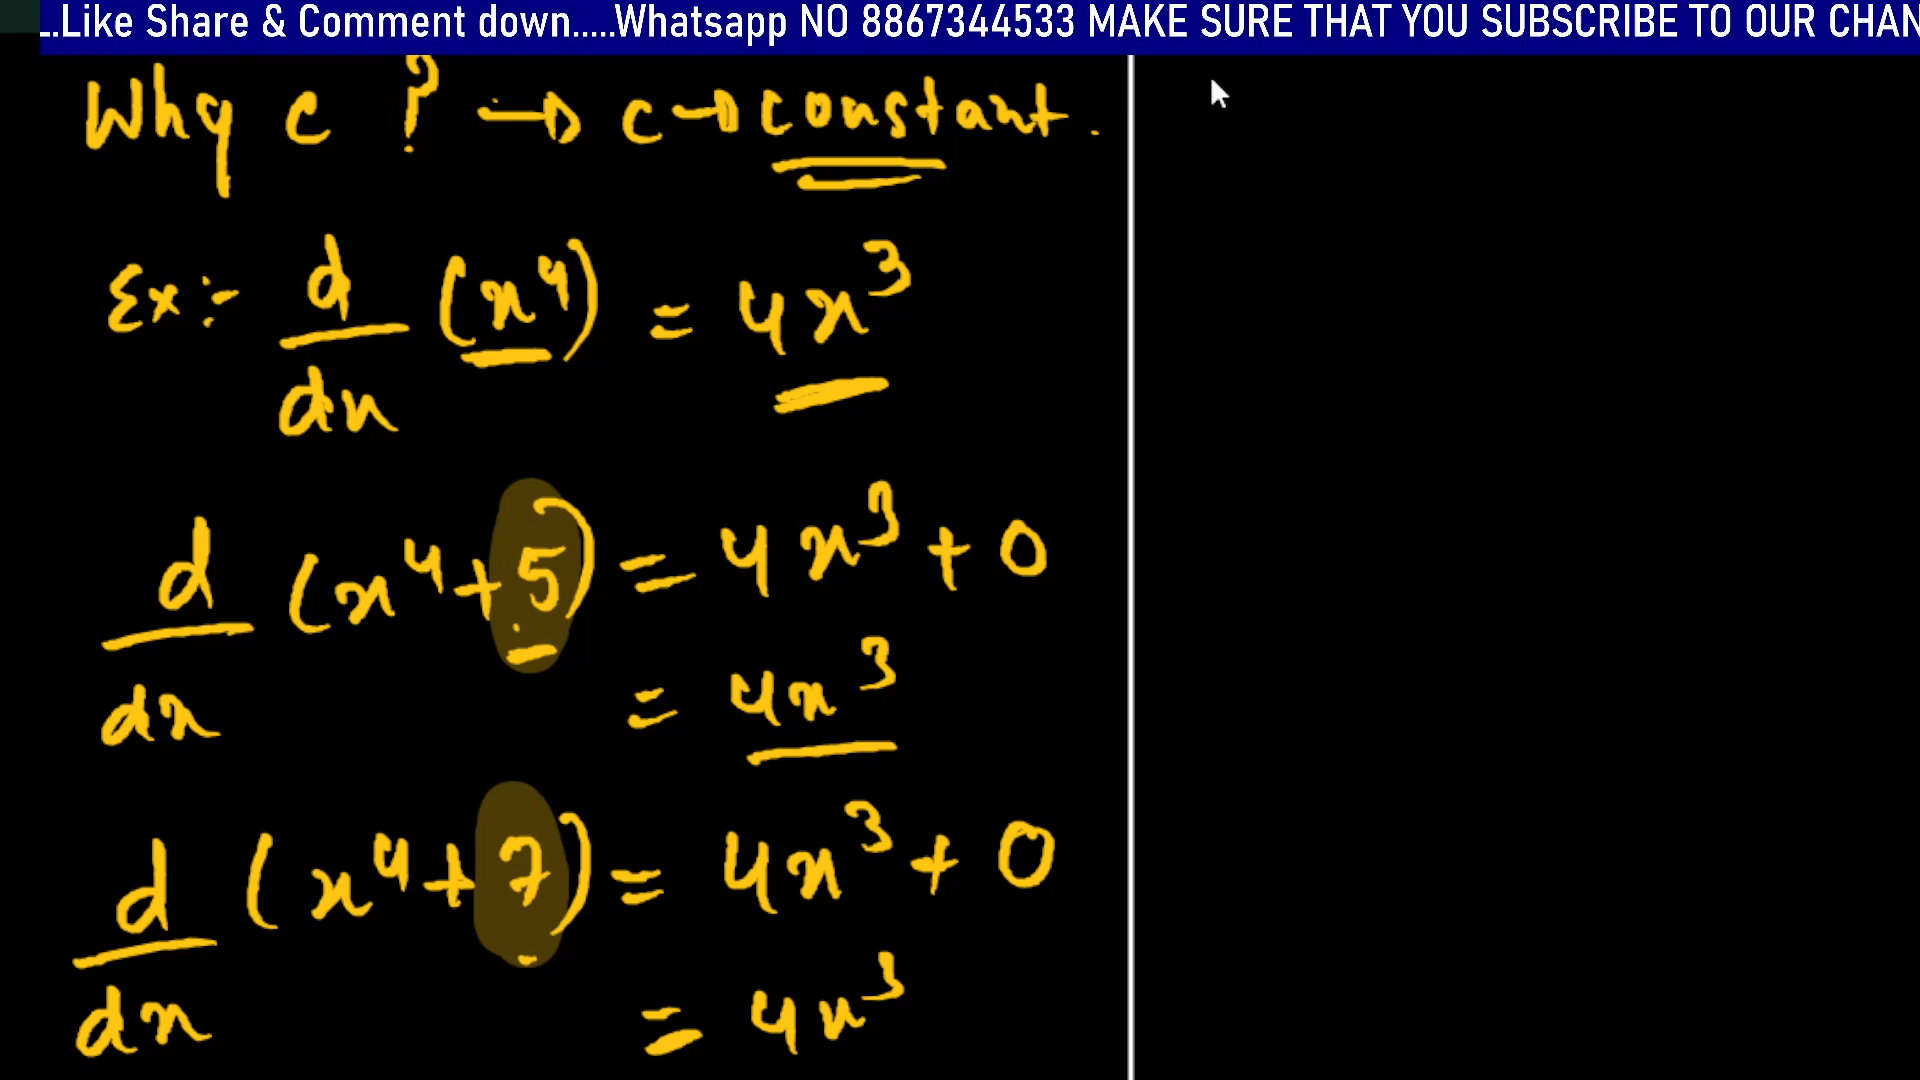 ...Like Share & Comment down.....Whatsapp NO 8867344533 MAKE SURE THAT YOU SUBSCRIBE TO OUR CHAN
Why c ? → c → constant.
Ex :- d/dx (x⁴) = 4x³
d/dx (x⁴+5) = 4x³ + 0
= 4x³
d/dx (x⁴+7) = 4x³ + 0
= 4x³